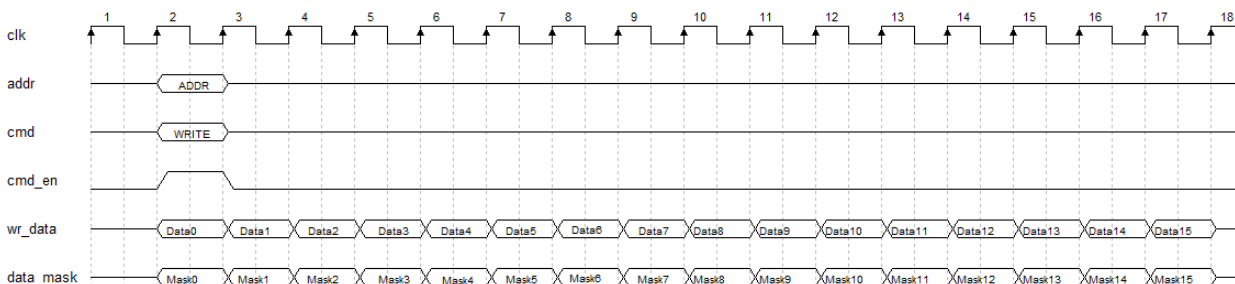 1 2 3 4 5 6 7 8 9 10 11 12 13 14 15 16 17 18
clk
addr ADDR
cmd WRITE
cmd_en
wr_data Data0 Data1 Data2 Data3 Data4 Data5 Data6 Data7 Data8 Data9 Data10 Data11 Data12 Data13 Data14 Data15
data_mask Mask0 Mask1 Mask2 Mask3 Mask4 Mask5 Mask6 Mask7 Mask8 Mask9 Mask10 Mask11 Mask12 Mask13 Mask14 Mask15